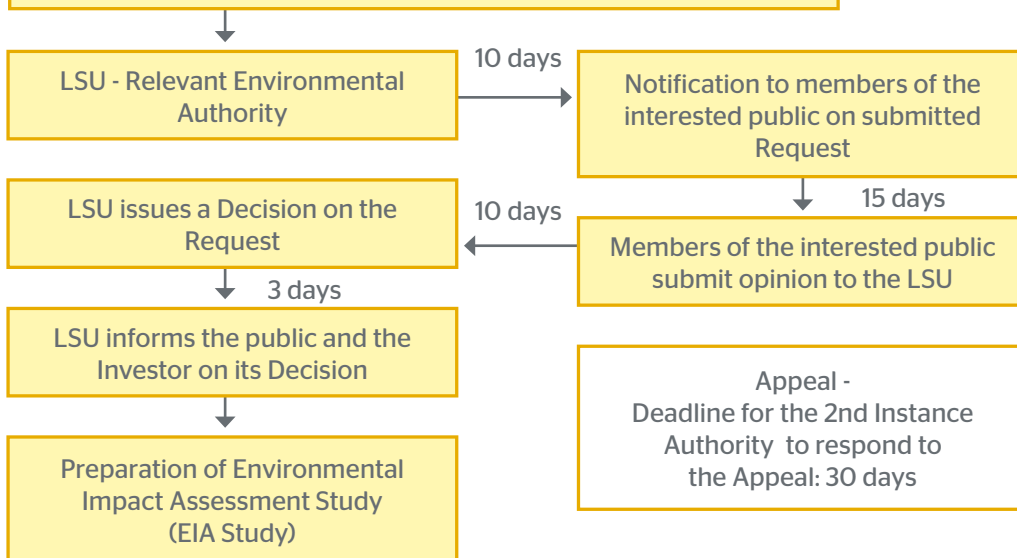 LSU - Relevant Environmental
Authority
10 days
Notification to members of the
interested public on submitted
Request
15 days
Members of the interested public
submit opinion to the LSU
10 days
LSU issues a Decision on the
Request
3 days
LSU informs the public and the
Investor on its Decision
Preparation of Environmental
Impact Assessment Study
(EIA Study)
Appeal -
Deadline for the 2nd Instance
Authority to respond to
the Appeal: 30 days